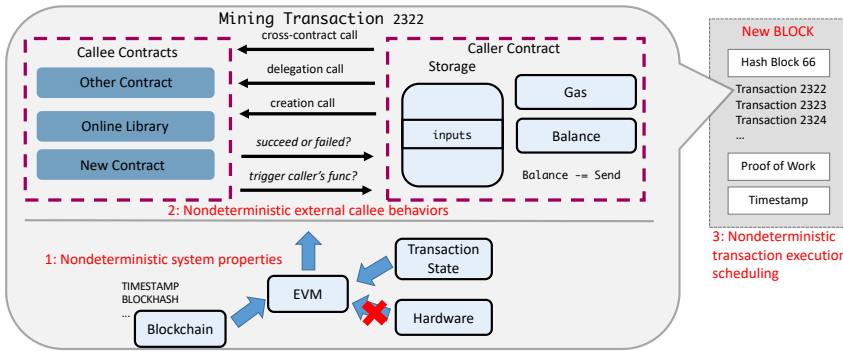 Mining Transaction 2322
Callee Contracts
Other Contract
Online Library
New Contract
cross-contract call
delegation call
creation call
succeed or failed?
trigger caller's func?
Caller Contract
Storage
inputs
Gas
Balance
Balance -= Send
2: Nondeterministic external callee behaviors
1: Nondeterministic system properties
TIMESTAMP
BLOCKHASH
...
Blockchain
EVM
Transaction
State
Hardware
New BLOCK
Hash Block 66
Transaction 2322
Transaction 2323
Transaction 2324
...
Proof of Work
Timestamp
3: Nondeterministic
transaction execution
scheduling